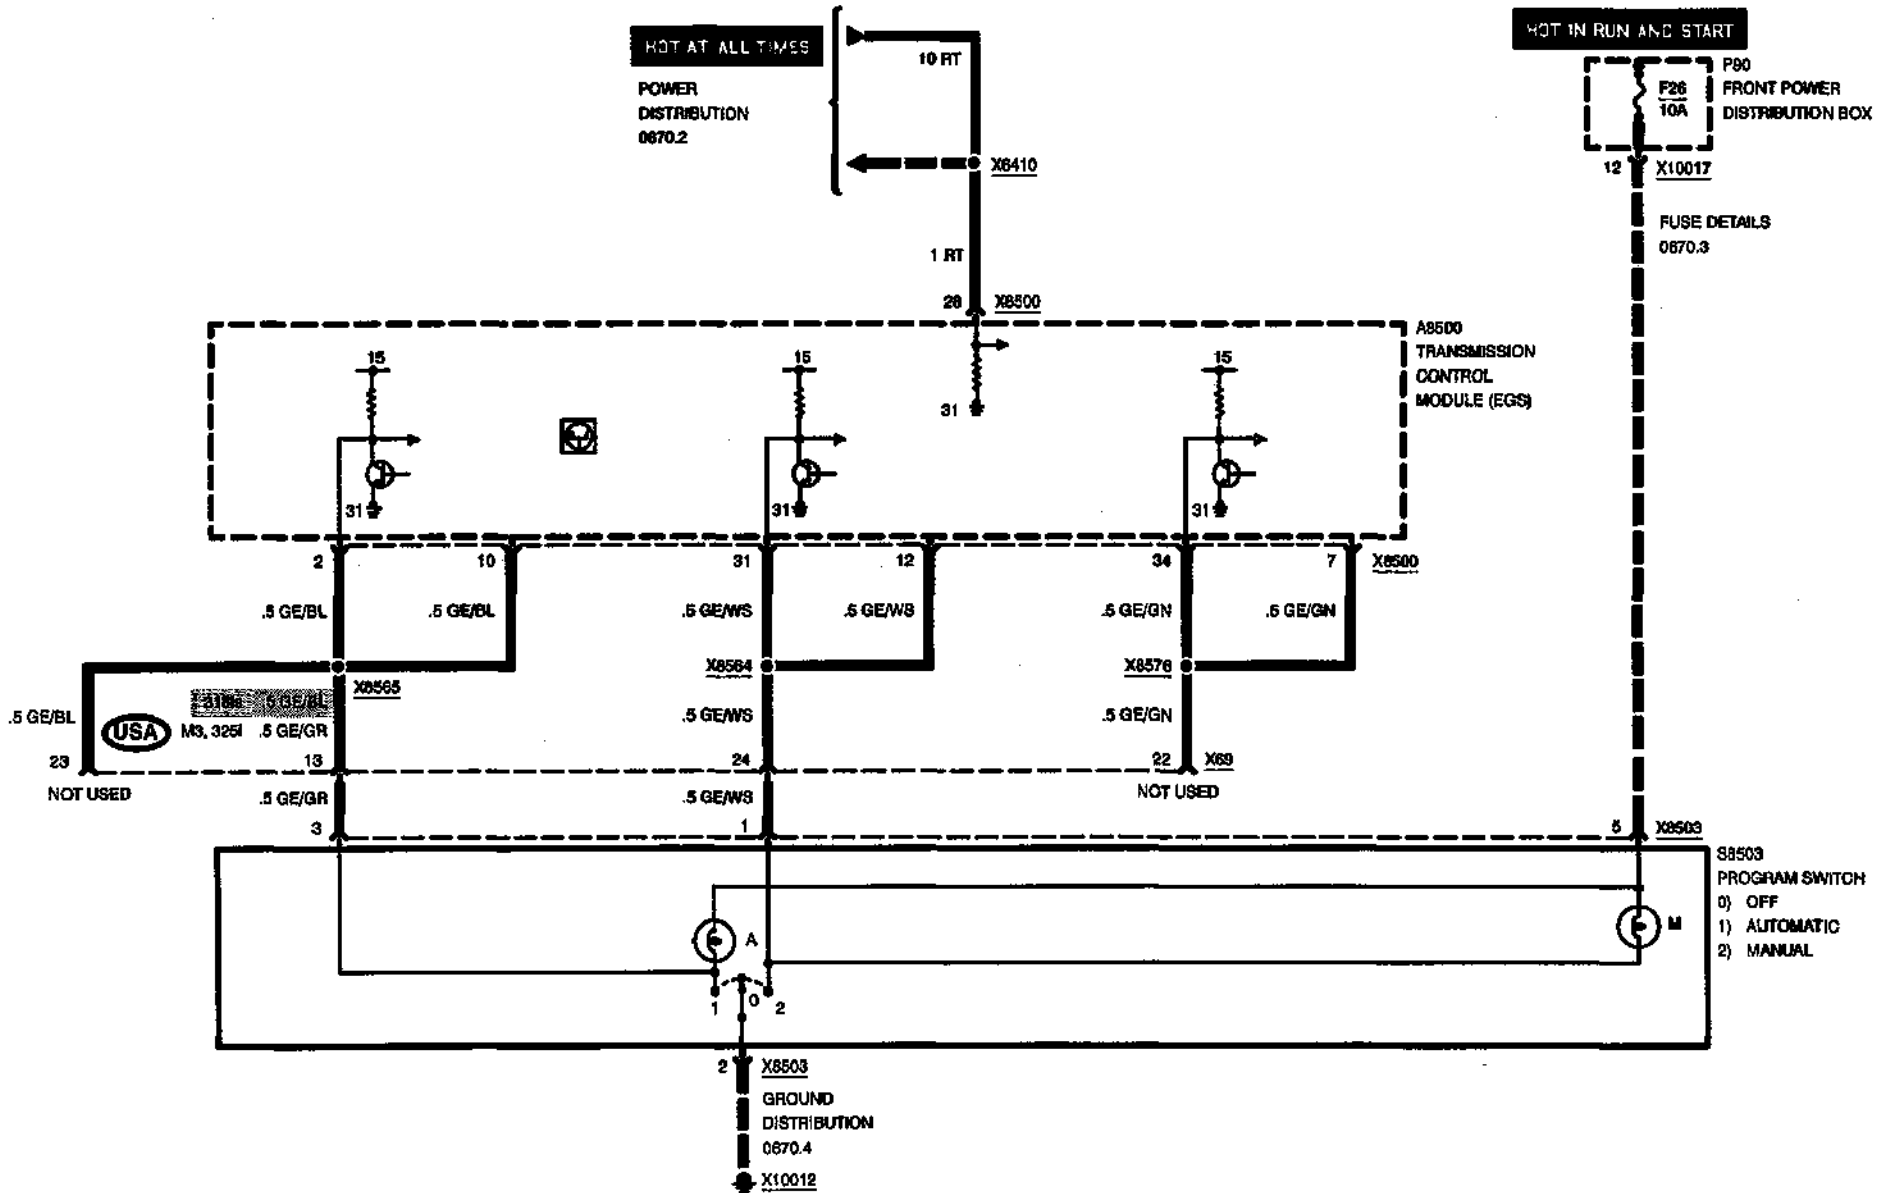 HOT AT ALL TIMES
POWER
DISTRIBUTION
0670.2
10 RT
X6410
1 RT
26 X8500
HOT IN RUN AND START
P90
FRONT POWER
DISTRIBUTION BOX
F26
10A
12 X10017
FUSE DETAILS
0670.3
A8500
TRANSMISSION
CONTROL
MODULE (EGS)
15
15
15
31
31
31
31
2
10
31
12
34
7
X8500
.5 GE/BL
.5 GE/BL
.5 GE/WS
.5 GE/WS
.5 GE/GN
.5 GE/GN
X8565
X8564
X8576
.5 GE/BL
USA
318is .5 GE/BL
M3, 325i .5 GE/GR
.5 GE/WS
.5 GE/GN
23
13
24
22
X69
NOT USED
NOT USED
.5 GE/GR
.5 GE/WS
3
1
5
X8503
S8503
PROGRAM SWITCH
0) OFF
1) AUTOMATIC
2) MANUAL
A
M
1
0
2
2 X8503
GROUND
DISTRIBUTION
0670.4
X10012